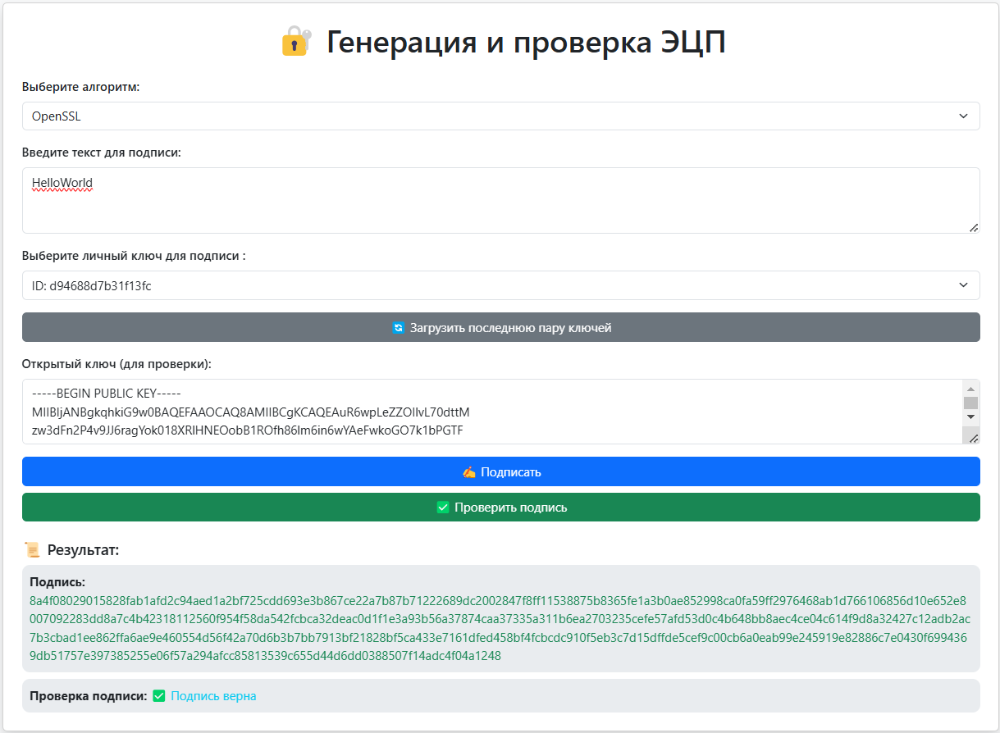 Генерация и проверка ЭЦП
Выберите алгоритм:
OpenSSL
Введите текст для подписи:
HelloWorld
Выберите личный ключ для подписи :
ID: d94688d7b31f13fc
Загрузить последнюю пару ключей
Открытый ключ (для проверки):
-----BEGIN PUBLIC KEY-----
MIIBIjANBgkqhkiG9w0BAQEFAAOCAQ8AMIIBCgKCAQEAuR6wpLeZZOIIvL70dttM
zw3dFn2P4v9JJ6ragYok018XRIHNEOobB1ROfh86Im6in6wYAeFwkoGO7k1bPGTF
Подписать
Проверить подпись
Результат:
Подпись:
8a4f08029015828fab1afd2c94aed1a2bf725cdd693e3b867ce22a7b87b71222689dc2002847f8ff11538875b8365fe1a3b0ae852998ca0fa59ff2976468ab1d766106856d10e652e8
007092283dd8a7c4b42318112560f954f58da542fcbca32deac0d1f1e3a93b56a37874caa37335a311b6ea2703235cefe57afd53d0c4b648bb8aec4ce04c614f9d8a32427c12adb2ac
7b3cbad1ee862ffa6ae9e460554d56f42a70d6b3b7bb7913bf21828bf5ca433e7161dfed458bf4fcbcdc910f5eb3c7d15dffde5cef9c00cb6a0eab99e245919e82886c7e0430f699436
9db51757e397385255e06f57a294afcc85813539c655d44d6dd0388507f14adc4f04a1248
Проверка подписи: Подпись верна